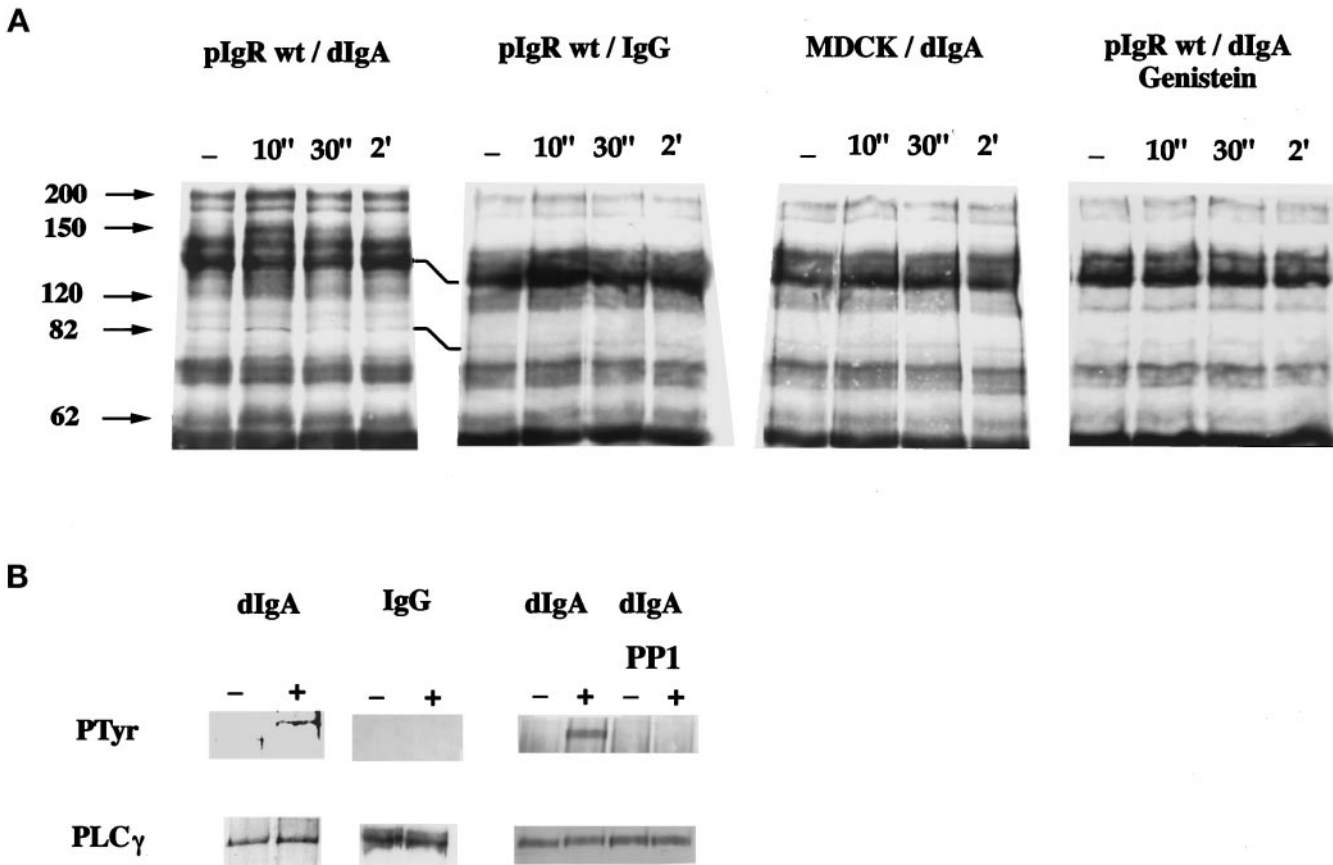 A
pIgR wt / dIgA pIgR wt / IgG MDCK / dIgA pIgR wt / dIgA
Genistein
– 10" 30" 2' – 10" 30" 2' – 10" 30" 2' – 10" 30" 2'
200
150
120
82
62
B
dIgA IgG dIgA dIgA
PP1
– + – + – + – +
PTyr
PLCγ